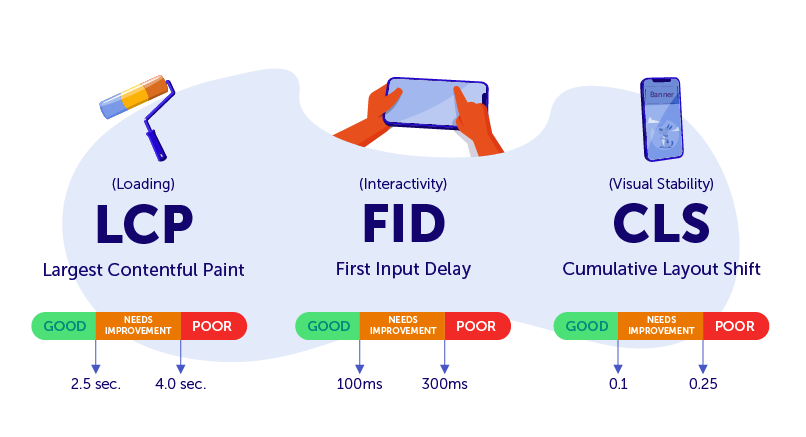 Banner
(Loading)
LCP
Largest Contentful Paint
GOOD
NEEDS
IMPROVEMENT
POOR
2.5 sec.
4.0 sec.
(Interactivity)
FID
First Input Delay
GOOD
NEEDS
IMPROVEMENT
POOR
100ms
300ms
(Visual Stability)
CLS
Cumulative Layout Shift
GOOD
NEEDS
IMPROVEMENT
POOR
0.1
0.25